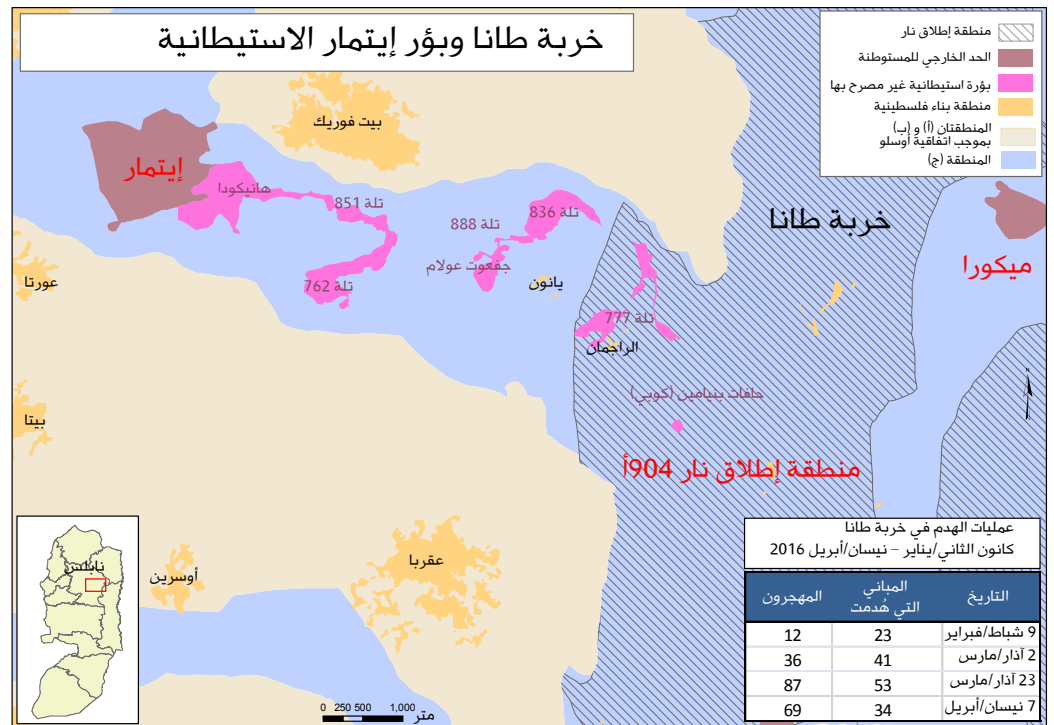 خربة طانا وبؤر إيتمار الاستيطانية
منطقة إطلاق نار
الحد الخارجي للمستوطنة
بؤرة استيطانية غير مصرح بها
منطقة بناء فلسطينية
المنطقتان (أ) و (ب)
بموجب اتفاقية أوسلو
المنطقة (ج)
بيت فوريك
إيتمار
هانيكودا
تلة 851
تلة 836
تلة 888
خربة طانا
جفعوت عولام
ميكورا
عورتا
تلة 762
يانون
تلة 777
الراجمان
حافات بنيامين (كوبي)
بيتا
منطقة إطلاق نار 904أ
عقربا
أوسرين
نابلس
عمليات الهدم في خربة طانا
كانون الثاني/يناير – نيسان/أبريل 2016
التاريخ المباني التي هُدمت المهجرون
9 شباط/فبراير 23 12
2 آذار/مارس 41 36
23 آذار/مارس 53 87
7 نيسان/أبريل 34 69
0 250 500 1,000 متر